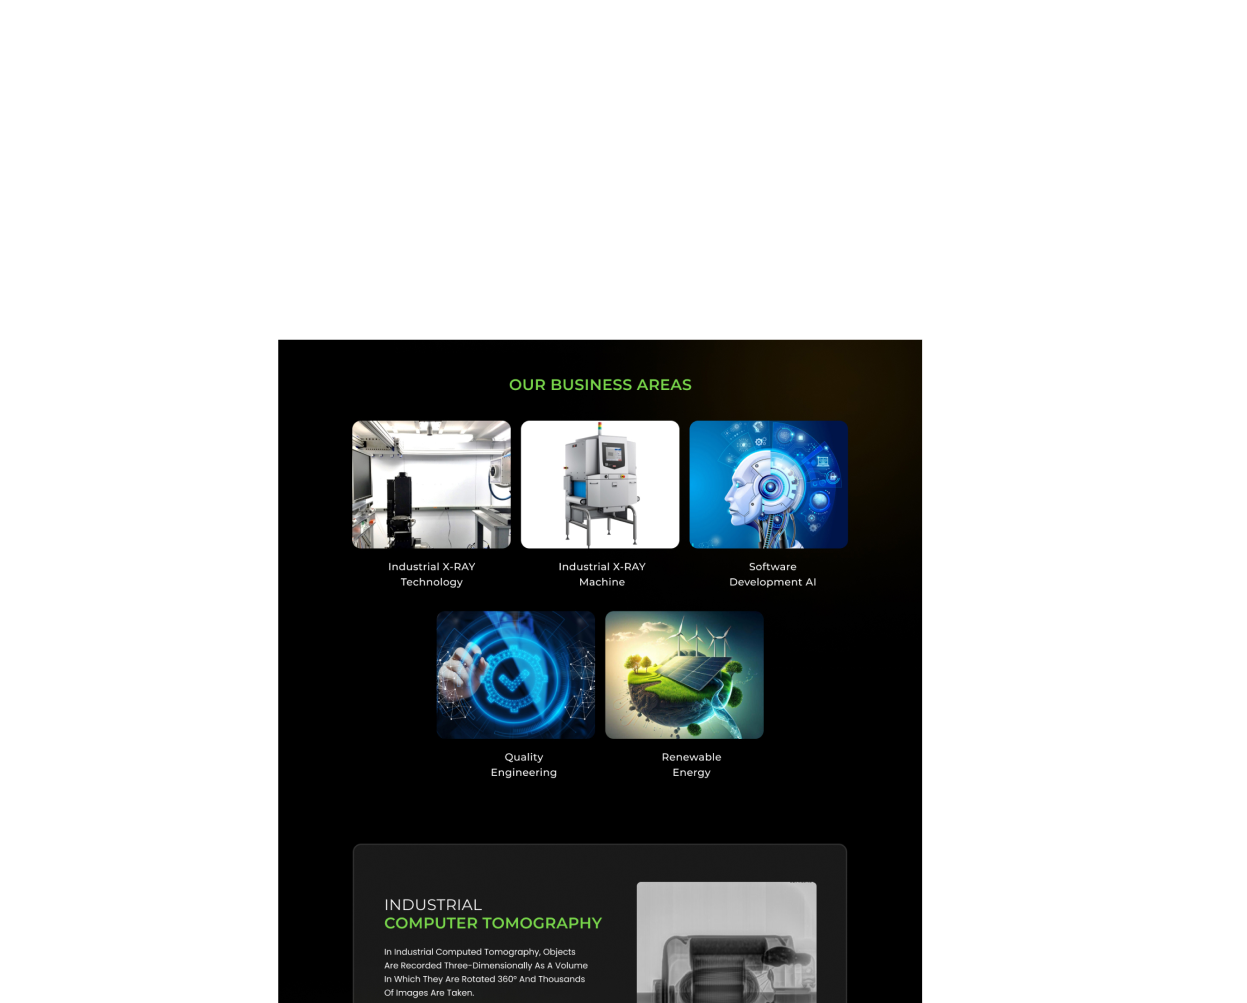 OUR BUSINESS AREAS
Industrial X-RAY
Technology
Industrial X-RAY
Machine
Software
Development AI
Quality
Engineering
Renewable
Energy
INDUSTRIAL
COMPUTER TOMOGRAPHY
In Industrial Computed Tomography, Objects
Are Recorded Three-Dimensionally As A Volume
In Which They Are Rotated 360° And Thousands
Of Images Are Taken.